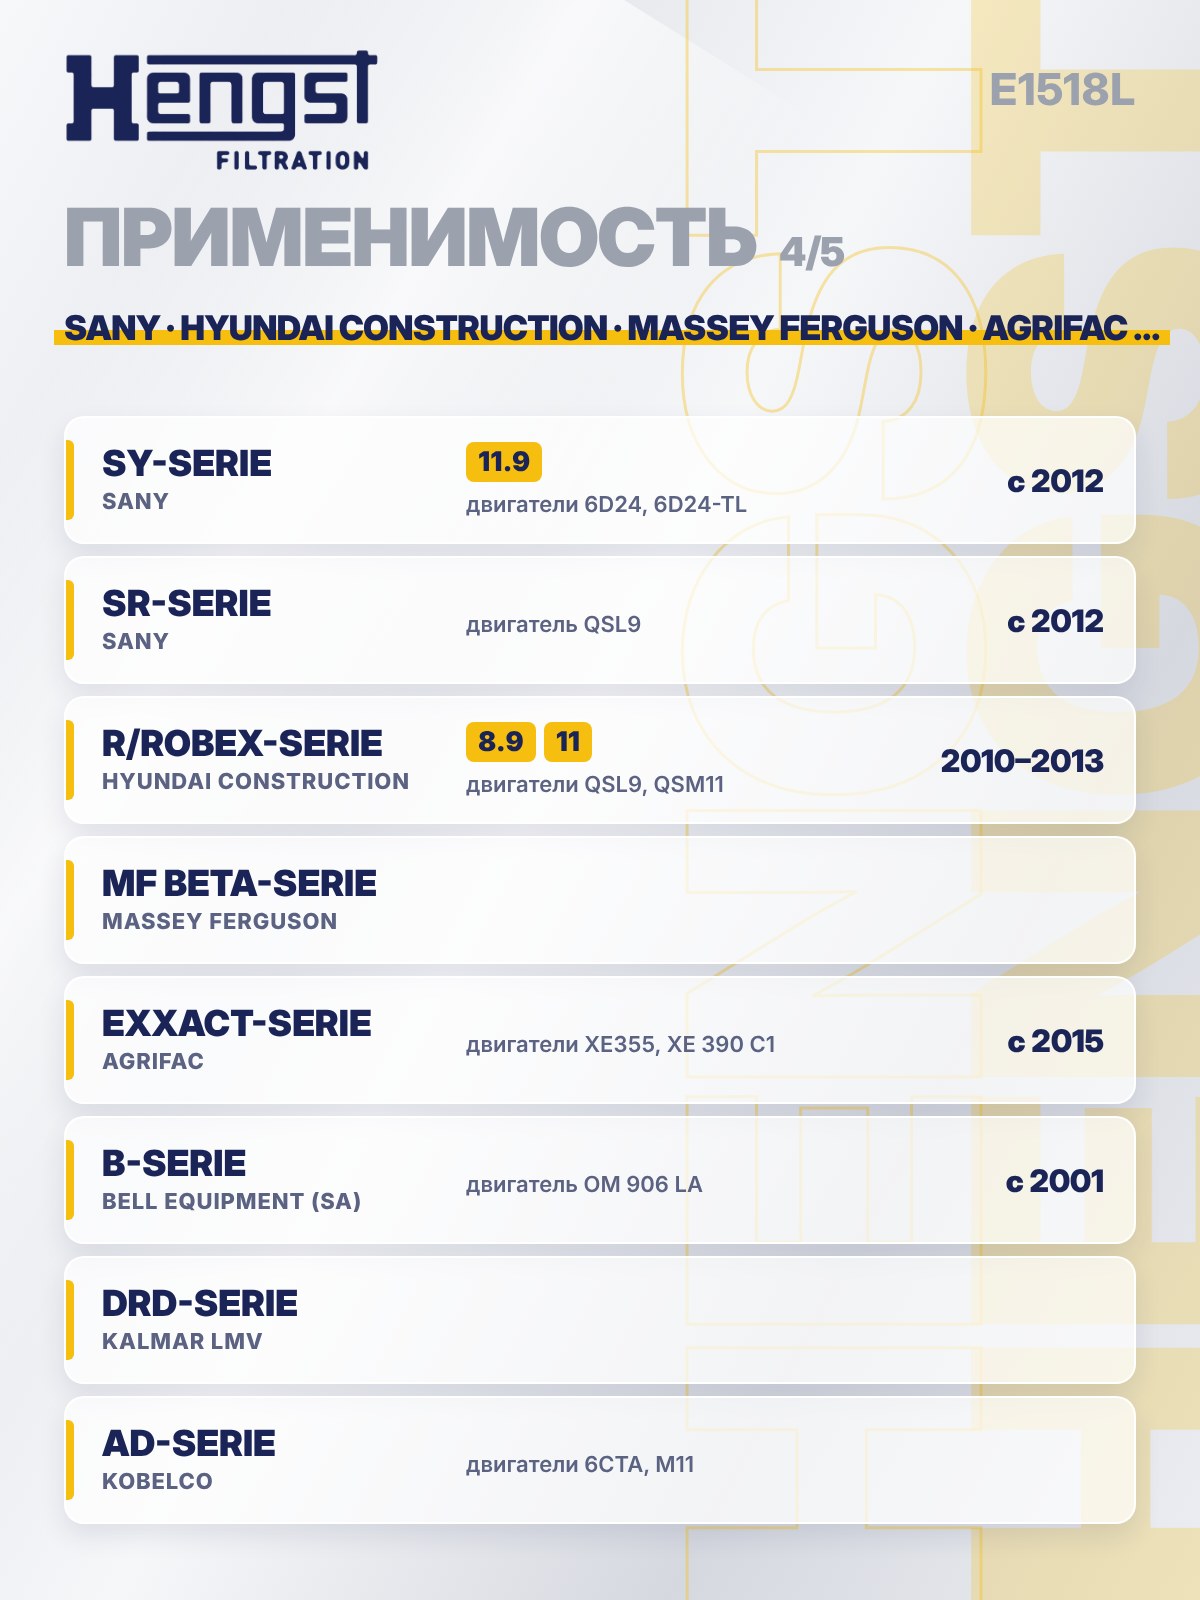 Hengst
FILTRATION
E1518L
ПРИМЕНИМОСТЬ 4/5
SANY · HYUNDAI CONSTRUCTION · MASSEY FERGUSON · AGRIFAC ...
SY-SERIE
SANY
11.9
двигатели 6D24, 6D24-TL
с 2012
SR-SERIE
SANY
двигатель QSL9
с 2012
R/ROBEX-SERIE
HYUNDAI CONSTRUCTION
8.9 11
двигатели QSL9, QSM11
2010–2013
MF BETA-SERIE
MASSEY FERGUSON
EXXACT-SERIE
AGRIFAC
двигатели XE355, XE 390 C1
с 2015
B-SERIE
BELL EQUIPMENT (SA)
двигатель OM 906 LA
с 2001
DRD-SERIE
KALMAR LMV
AD-SERIE
KOBELCO
двигатели 6CTA, M11
HENGST
HENGST